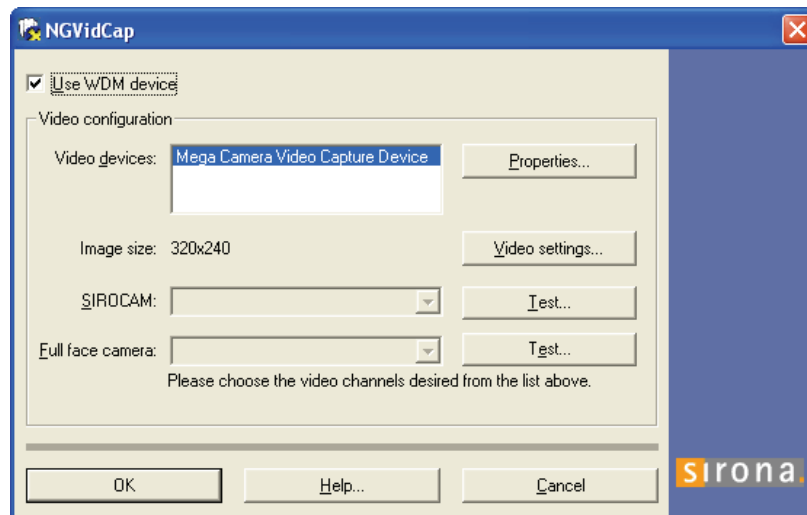 NGVidCap
Use WDM device
Video configuration
Video devices: Mega Camera Video Capture Device Properties...
Image size: 320x240 Video settings...
SIROCAM: Test...
Full face camera: Test...
Please choose the video channels desired from the list above.
OK Help... Cancel
sirona.